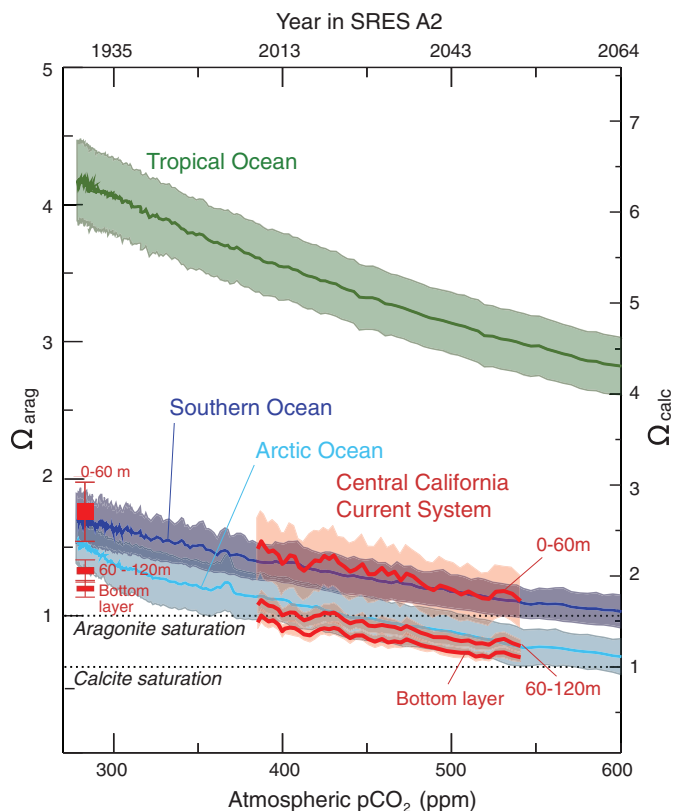 Year in SRES A2
1935 2013 2043 2064
5
4
3
2
1
Ω arag
7
6
5
4
3
2
1
Ω calc
Tropical Ocean
Southern Ocean
Arctic Ocean
Central California
Current System
0-60 m
60 - 120m
Bottom
layer
0-60m
60-120m
Bottom layer
Aragonite saturation
Calcite saturation
300 400 500 600
Atmospheric pCO₂ (ppm)